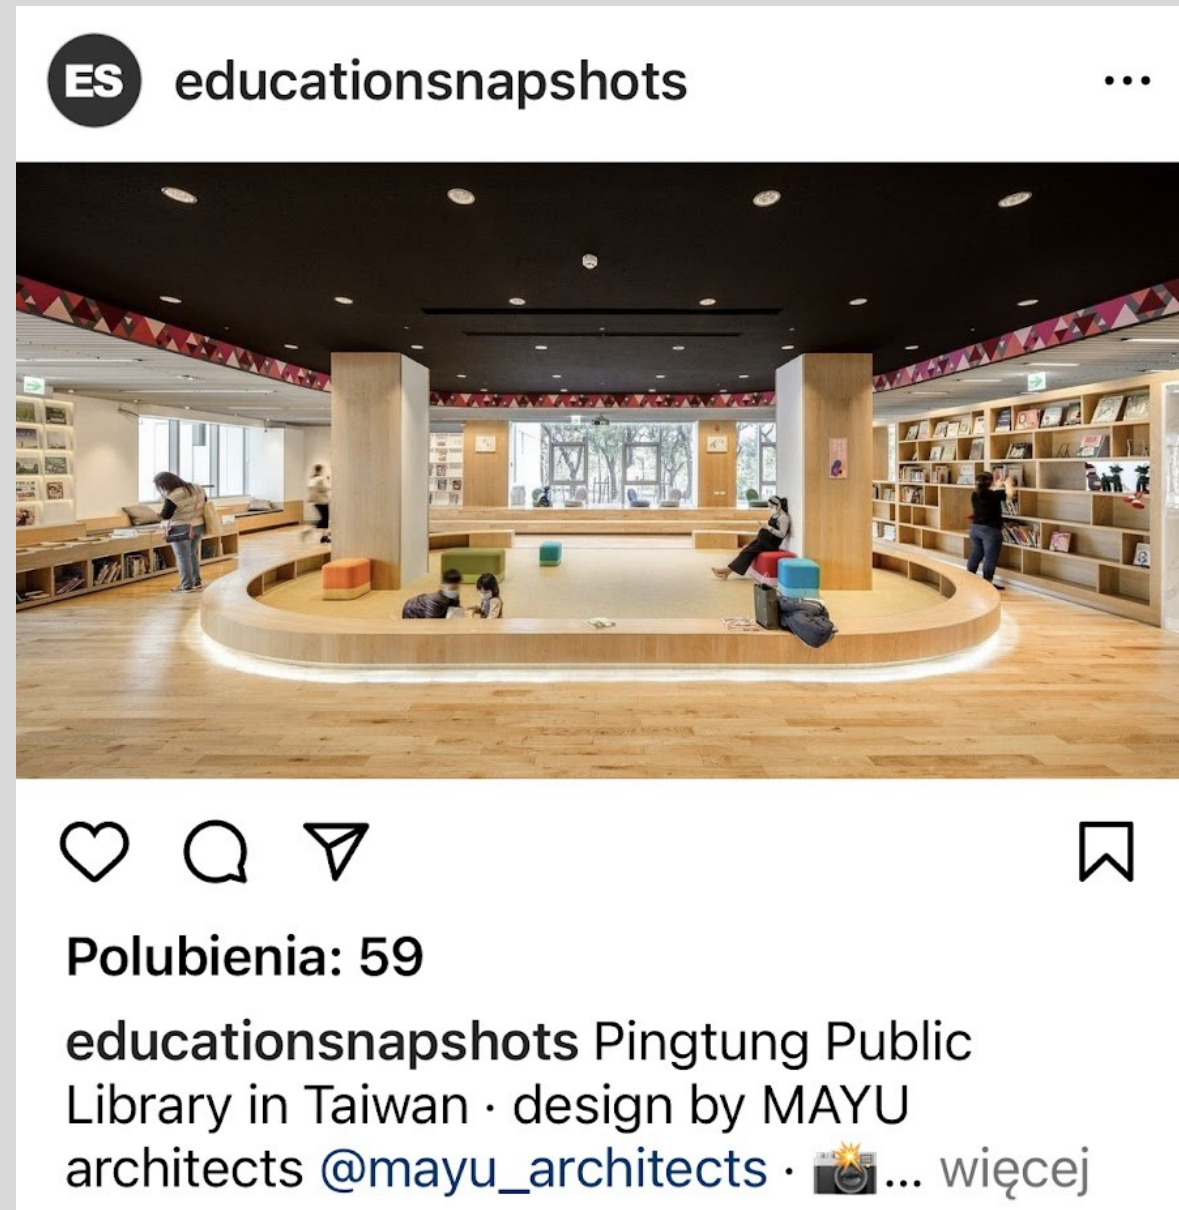 ES educationsnapshots
Polubienia: 59
educationsnapshots Pingtung Public
Library in Taiwan · design by MAYU
architects @mayu_architects · 📸... więcej